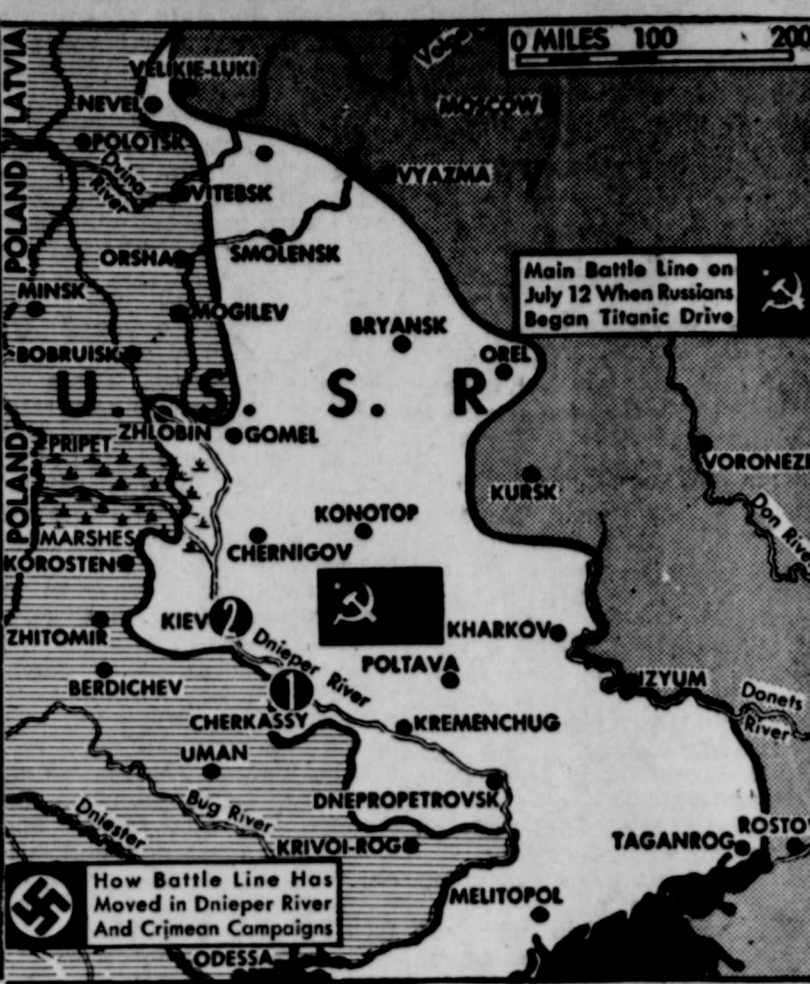 0 MILES 100 200
LATVIA
VELIKIE-LUKI
Volga
NEVEL
MOSCOW
POLOTSK
Dvina
River
VYAZMA
VITEBSK
POLAND
ORSHA
SMOLENSK
Main Battle Line on
July 12 When Russians
Began Titanic Drive
MINSK
MOGILEV
BRYANSK
BOBRUISK
OREL
U. S. S. R
ZHLOBIN
GOMEL
PRIPET
POLAND
VORONEZH
KURSK
Don River
KONOTOP
MARSHES
CHERNIGOV
KOROSTEN
KIEV
2
KHARKOV
ZHITOMIR
Dnieper River
POLTAVA
IZYUM
BERDICHEV
1
Donets
River
CHERKASSY
KREMENCHUG
UMAN
Bug River
DNEPROPETROVSK
Dniester
KRIVOI-ROG
TAGANROG
ROSTOV
How Battle Line Has
Moved in Dnieper River
And Crimean Campaigns
MELITOPOL
ODESSA